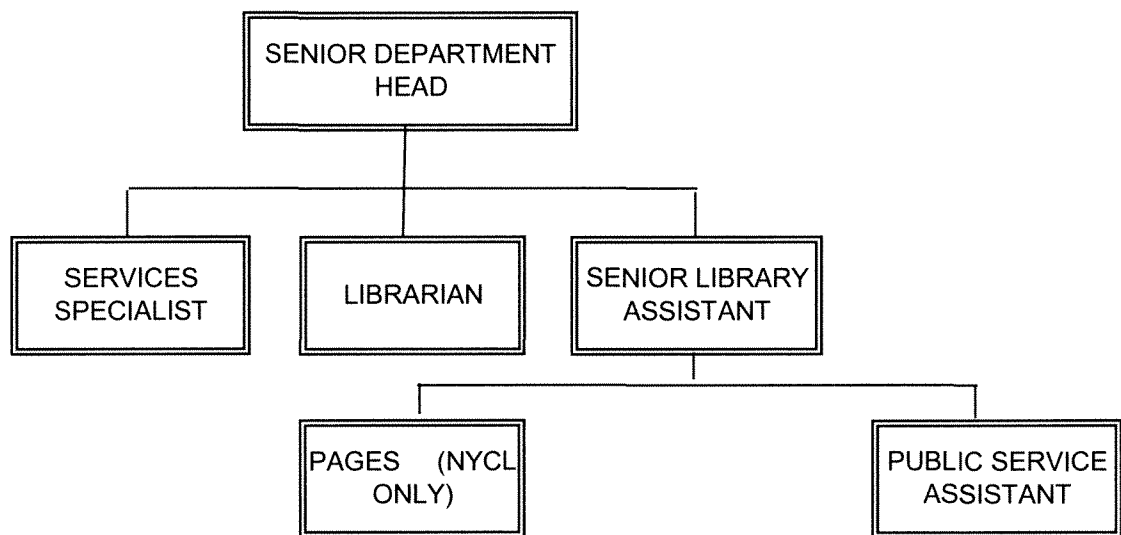 SENIOR DEPARTMENT
HEAD
SERVICES
SPECIALIST
LIBRARIAN
SENIOR LIBRARY
ASSISTANT
PAGES (NYCL
ONLY)
PUBLIC SERVICE
ASSISTANT